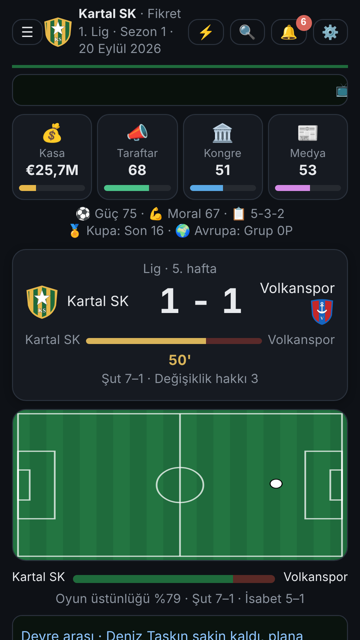 Kartal SK · Fikret
1. Lig · Sezon 1 ·
20 Eylül 2026
6
Kasa
€25,7M
Taraftar
68
Kongre
51
Medya
53
Güç 75 · Moral 67 · 5-3-2
Kupa: Son 16 · Avrupa: Grup 0P
Lig · 5. hafta
Kartal SK
1 - 1
Volkanspor
Kartal SK
Volkanspor
50'
Şut 7–1 · Değişiklik hakkı 3
Kartal SK
Volkanspor
Oyun üstünlüğü %79 · Şut 7–1 · İsabet 5–1
Devre arası · Deniz Taşkın sakin kaldı, plana